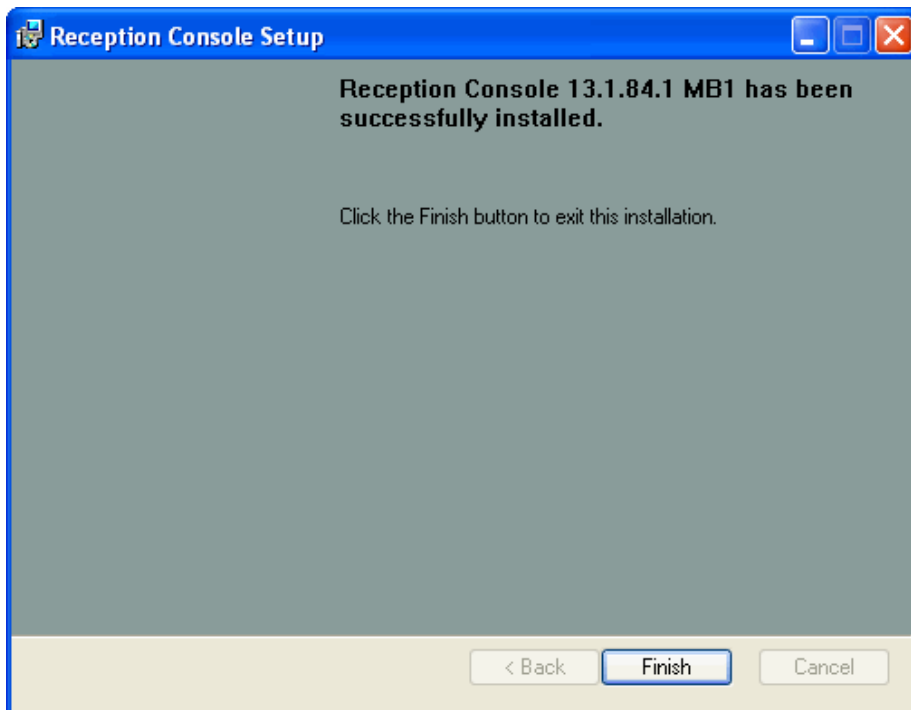 Reception Console Setup
Reception Console 13.1.84.1 MB1 has been
successfully installed.
Click the Finish button to exit this installation.
< Back
Finish
Cancel